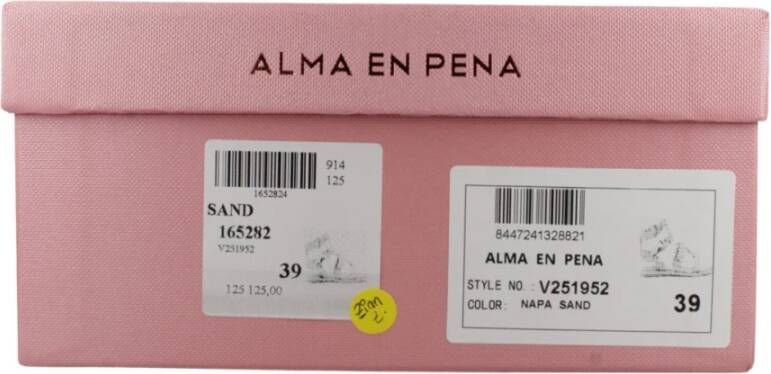 ALMA EN PENA
914
125
1652824
SAND
165282
V251952
39
125 125,00
8447241328821
ALMA EN PENA
STYLE NO. : V251952
COLOR: NAPA SAND
39